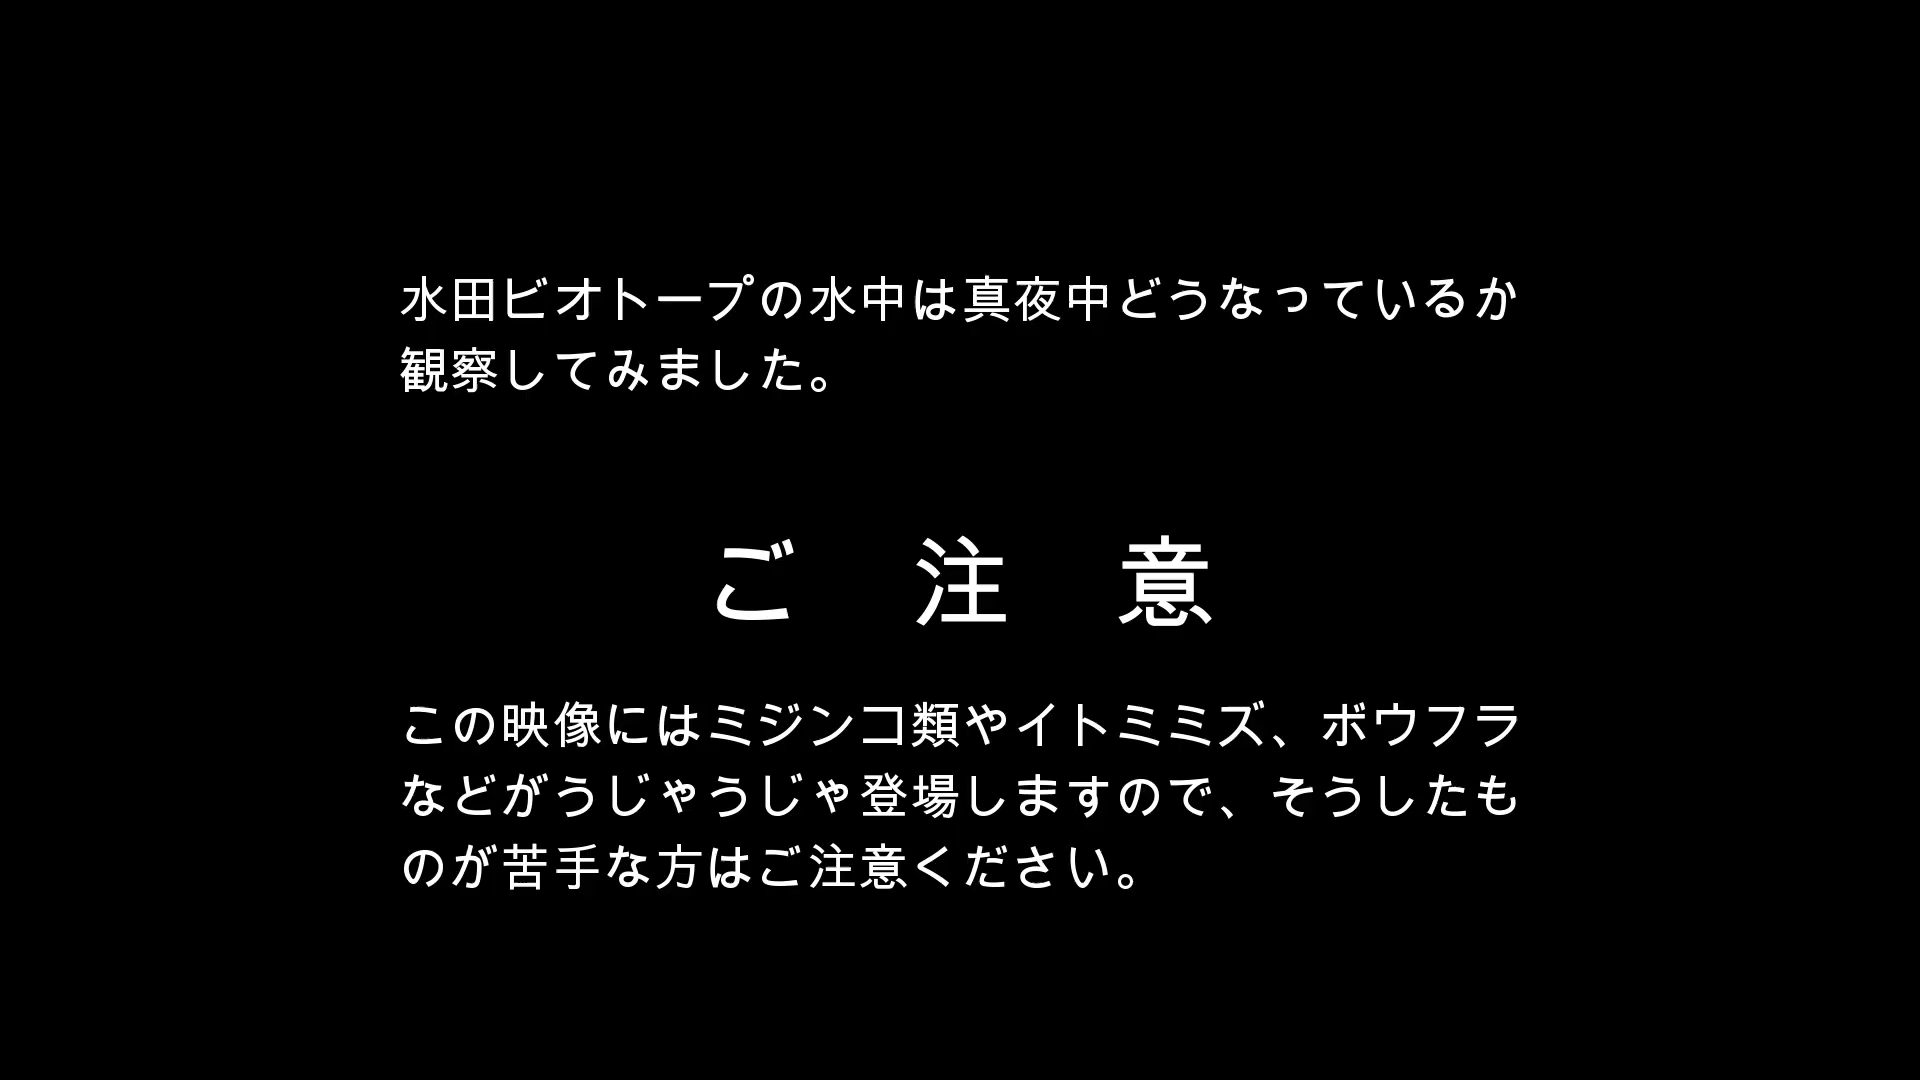 水田ビオトープの水中は真夜中どうなっているか
観察してみました。
ご　注　意
この映像にはミジンコ類やイトミミズ、ボウフラ
などがうじゃうじゃ登場しますので、そうしたも
のが苦手な方はご注意ください。